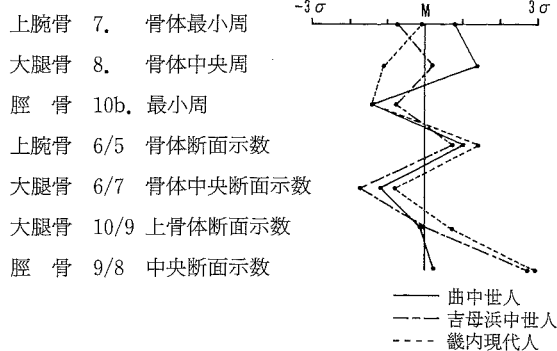 -3σ M 3σ
上腕骨 7. 骨体最小周
大腿骨 8. 骨体中央周
脛骨 10b. 最小周
上腕骨 6/5 骨体断面示数
大腿骨 6/7 骨体中央断面示数
大腿骨 10/9 上骨体断面示数
脛骨 9/8 中央断面示数
曲中世人
吉母浜中世人
畿内現代人